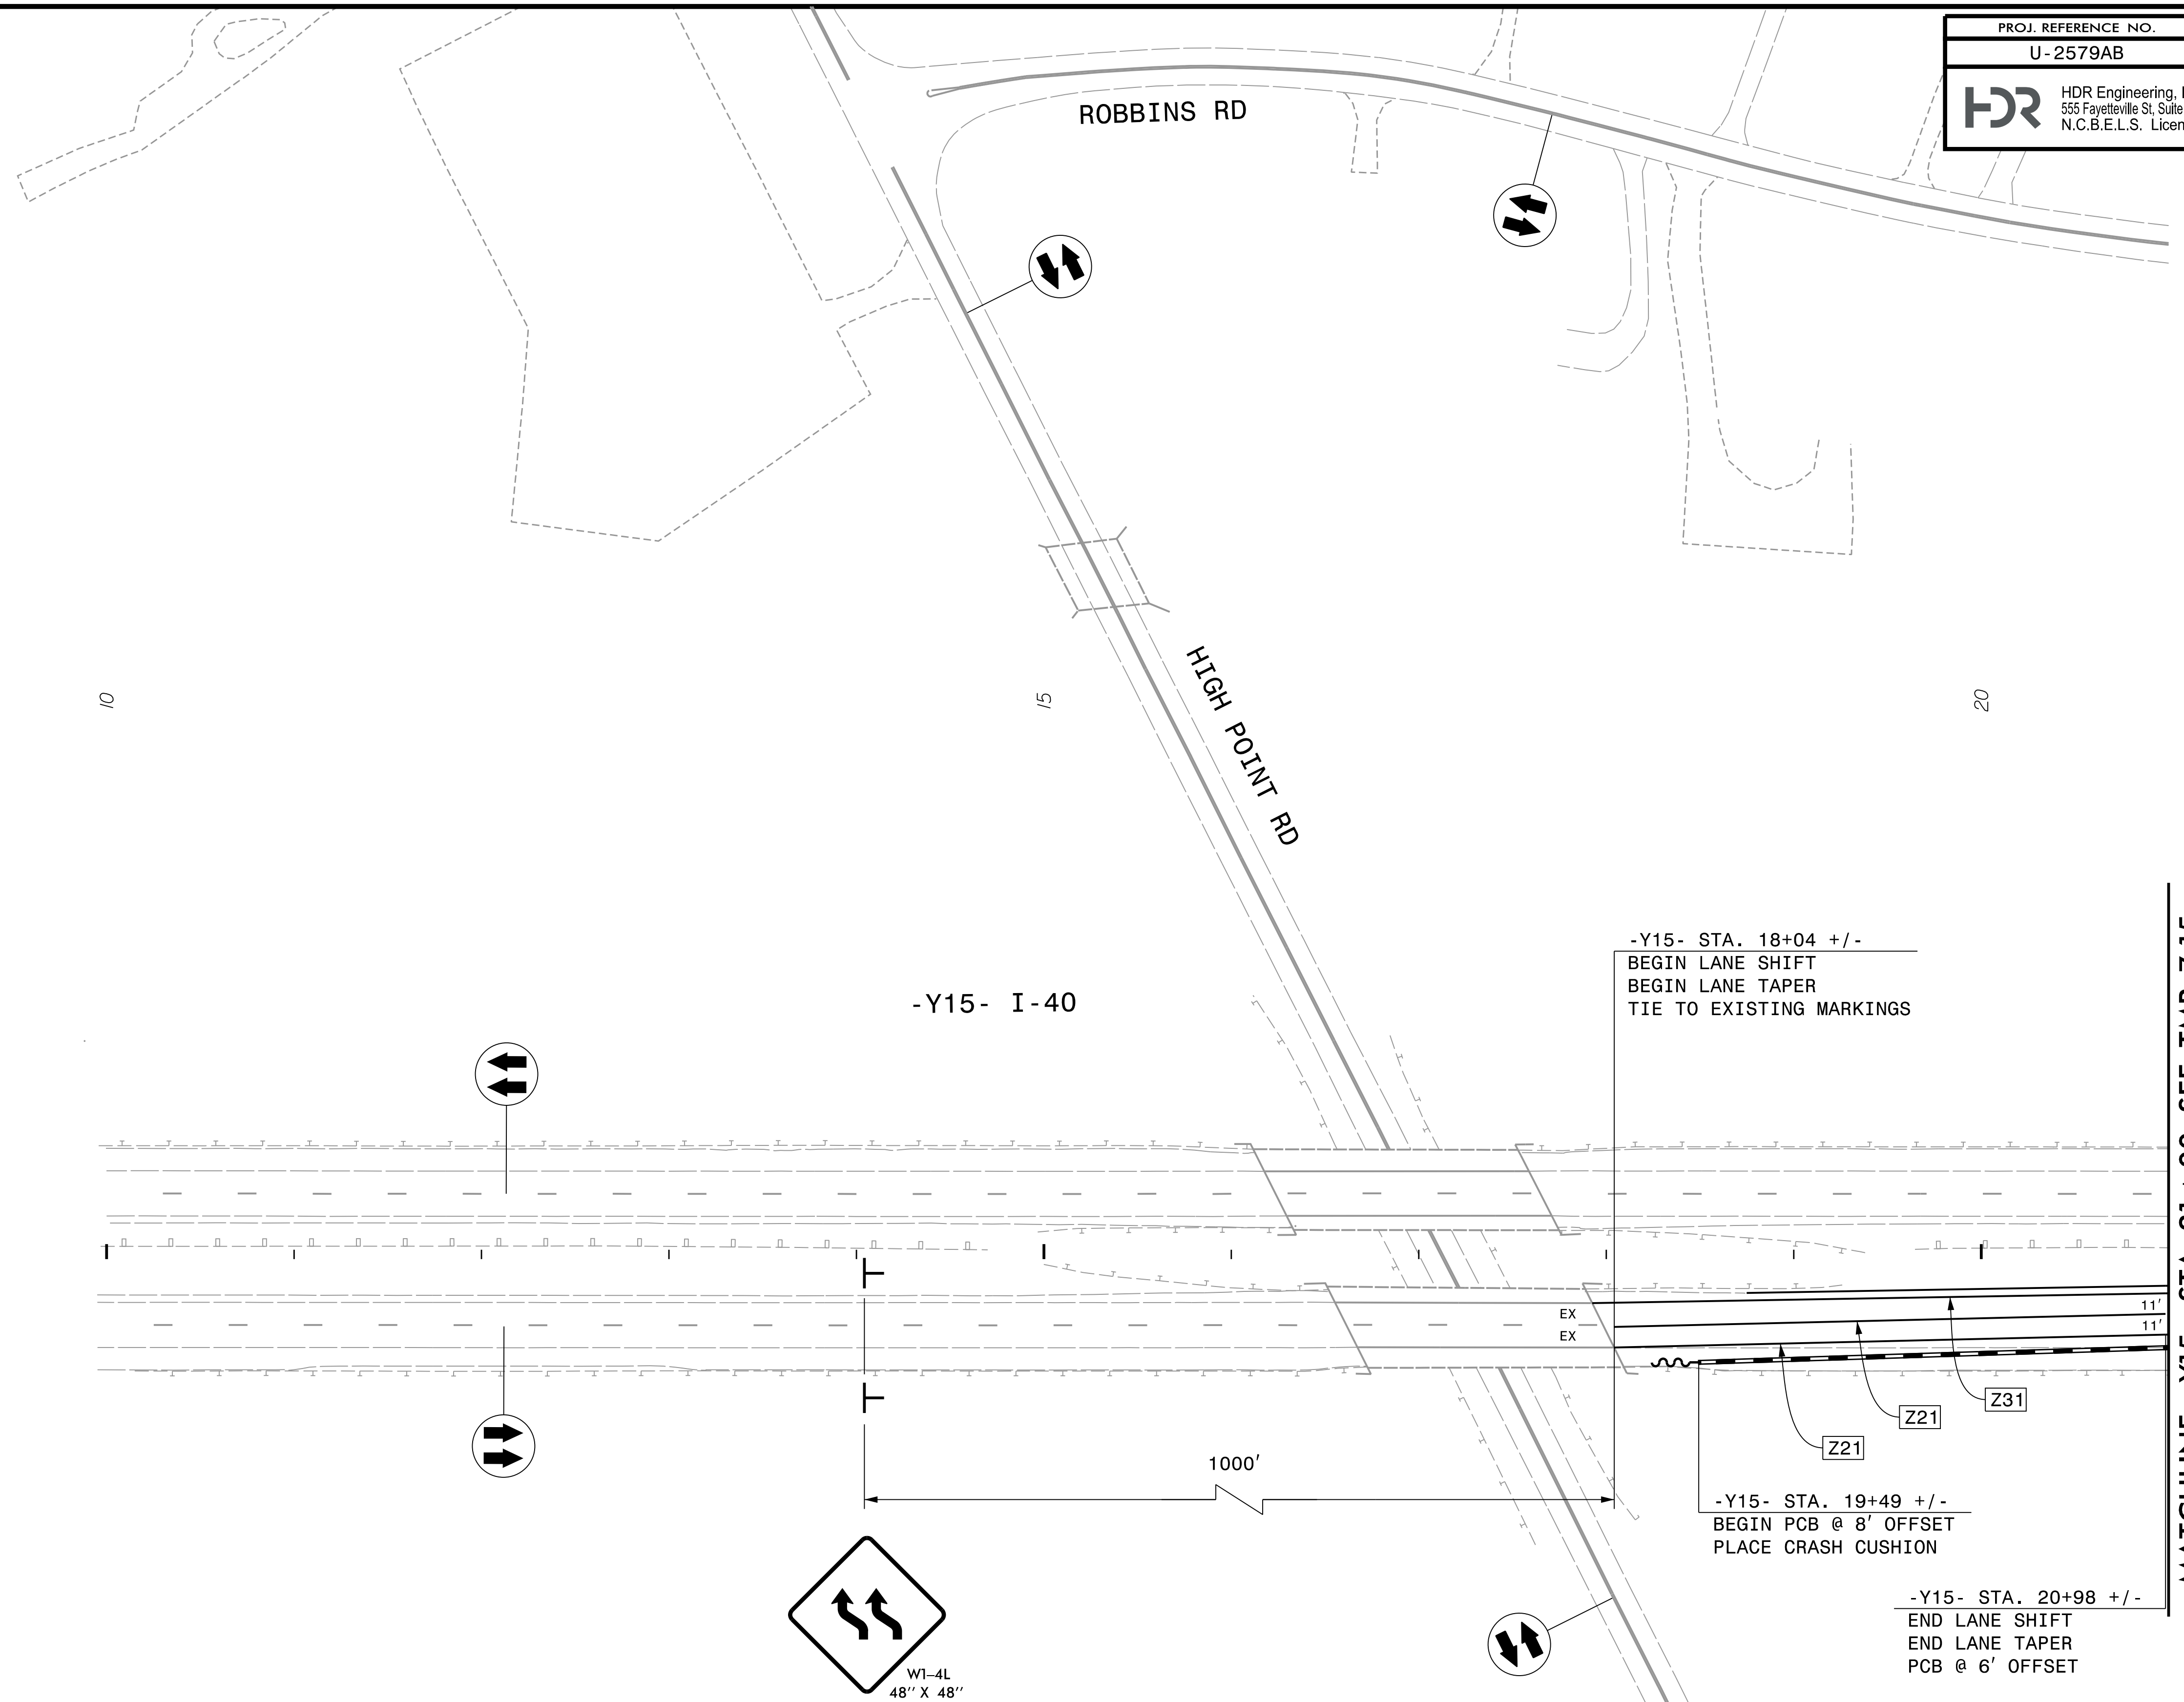 PROJ. REFERENCE NO.
U-2579AB
HDR
HDR Engineering,
555 Fayetteville St, Suite
N.C.B.E.L.S.
ROBBINS RD
10
15
20
HIGH POINT RD
-Y15- I-40
-Y15- STA. 18+04 +/-
BEGIN LANE SHIFT
BEGIN LANE TAPER
TIE TO EXISTING MARKINGS
EX
EX
11'
11'
Z31
Z21
Z21
1000'
-Y15- STA. 19+49 +/-
BEGIN PCB @ 8' OFFSET
PLACE CRASH CUSHION
-Y15- STA. 20+98 +/-
END LANE SHIFT
END LANE TAPER
PCB @ 6' OFFSET
W1-4L
48'' X 48''